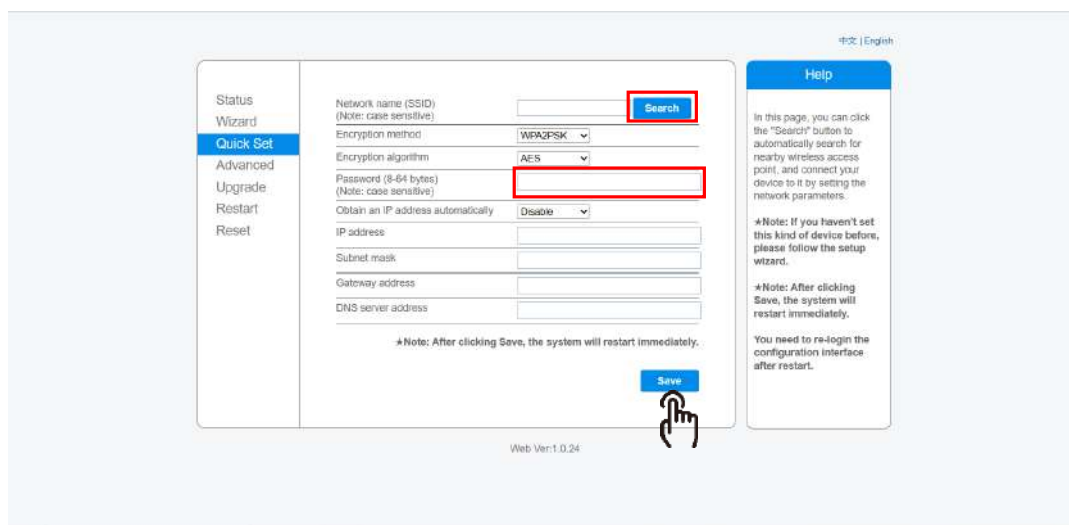 中文 | English
Status
Wizard
Quick Set
Advanced
Upgrade
Restart
Reset
Network name (SSID)
(Note: case sensitive)
Search
Encryption method
WPA2PSK
Encryption algorithm
AES
Password (8-64 bytes)
(Note: case sensitive)
Obtain an IP address automatically
Disable
IP address
Subnet mask
Gateway address
DNS server address
★Note: After clicking Save, the system will restart immediately.
Save
Help
In this page, you can click
the "Search" button to
automatically search for
nearby wireless access
point, and connect your
device to it by setting the
network parameters.
★Note: If you haven't set
this kind of device before,
please follow the setup
wizard.
★Note: After clicking
Save, the system will
restart immediately.
You need to re-login the
configuration interface
after restart.
Web Ver:1.0.24